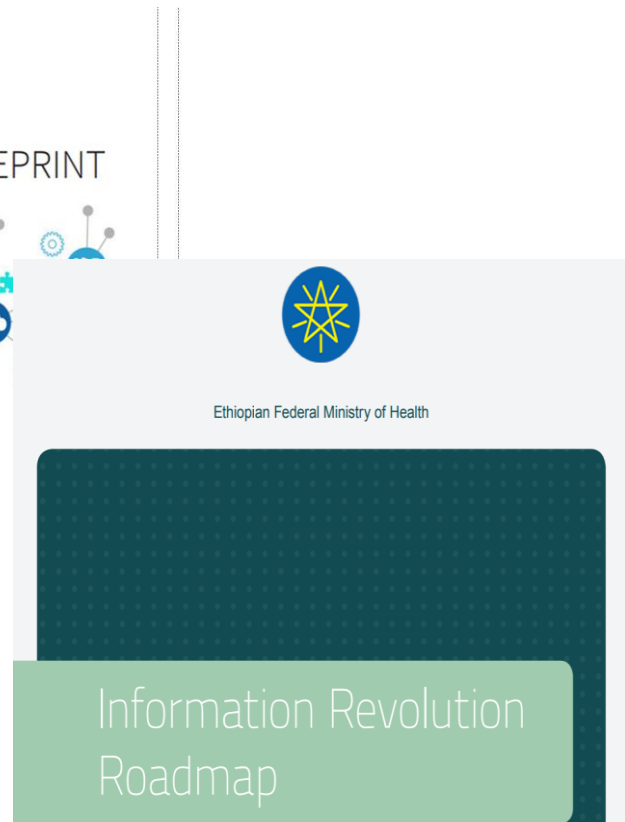 EPRINT
Ethiopian Federal Ministry of Health
Information Revolution
Roadmap